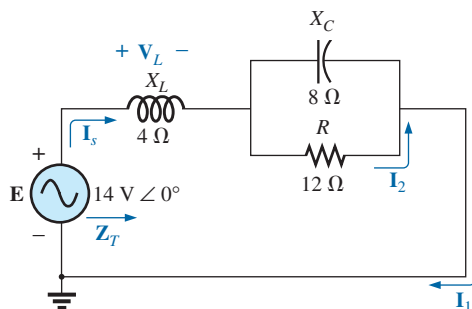 X_C
+ V_L −
X_L
8 Ω
I_s
4 Ω
R
+
12 Ω
I_2
E
14 V ∠ 0°
Z_T
−
I_1